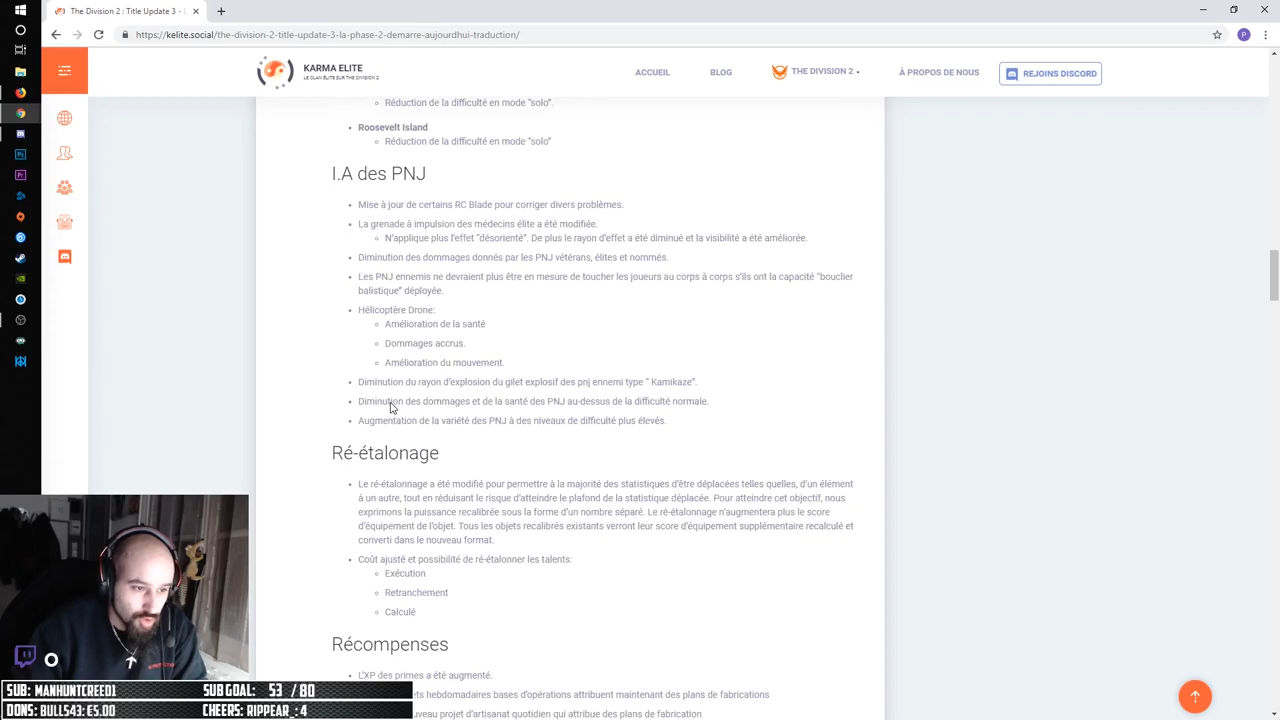 The Division 2 : Title Update 3 - L
https://kelite.social/the-division-2-title-update-3-la-phase-2-demarre-aujourdhui-traduction/
P
KARMA ELITE
LE CLAN ÉLITE SUR THE DIVISION 2
ACCUEIL
BLOG
THE DIVISION 2
À PROPOS DE NOUS
REJOINS DISCORD
Réduction de la difficulté en mode “solo”.
Roosevelt Island
Réduction de la difficulté en mode “solo”
I.A des PNJ
Mise à jour de certains RC Blade pour corriger divers problèmes.
La grenade à impulsion des médecins élite a été modifiée.
N’applique plus l’effet “désorienté”. De plus le rayon d’effet a été diminué et la visibilité a été améliorée.
Diminution des dommages donnés par les PNJ vétérans, élites et nommés.
Les PNJ ennemis ne devraient plus être en mesure de toucher les joueurs au corps à corps s’ils ont la capacité “bouclier
balistique” déployée.
Hélicoptère Drone:
Amélioration de la santé
Dommages accrus.
Amélioration du mouvement.
Diminution du rayon d’explosion du gilet explosif des pnj ennemi type “ Kamikaze”.
Diminution des dommages et de la santé des PNJ au-dessus de la difficulté normale.
Augmentation de la variété des PNJ à des niveaux de difficulté plus élevés.
Ré-étalonage
Le ré-étalonnage a été modifié pour permettre à la majorité des statistiques d’être déplacées telles quelles, d’un élément
à un autre, tout en réduisant le risque d’atteindre le plafond de la statistique déplacée. Pour atteindre cet objectif, nous
exprimons la puissance recalibrée sous la forme d’un nombre séparé. Le ré-étalonnage n’augmentera plus le score
d’équipement de l’objet. Tous les objets recalibrés existants verront leur score d’équipement supplémentaire recalculé et
converti dans le nouveau format.
Coût ajusté et possibilité de ré-étalonner les talents:
Exécution
Retranchement
Calculé
Récompenses
L’XP des primes a été augmenté.
ets hebdomadaires bases d’opérations attribuent maintenant des plans de fabrications
uveau projet d’artisanat quotidien qui attribue des plans de fabrication
SUB: MANHUNTCREED1
SUB GOAL: 53 / 80
DONS: BULL543: €5.00
CHEERS: RIPPEAR_: 4